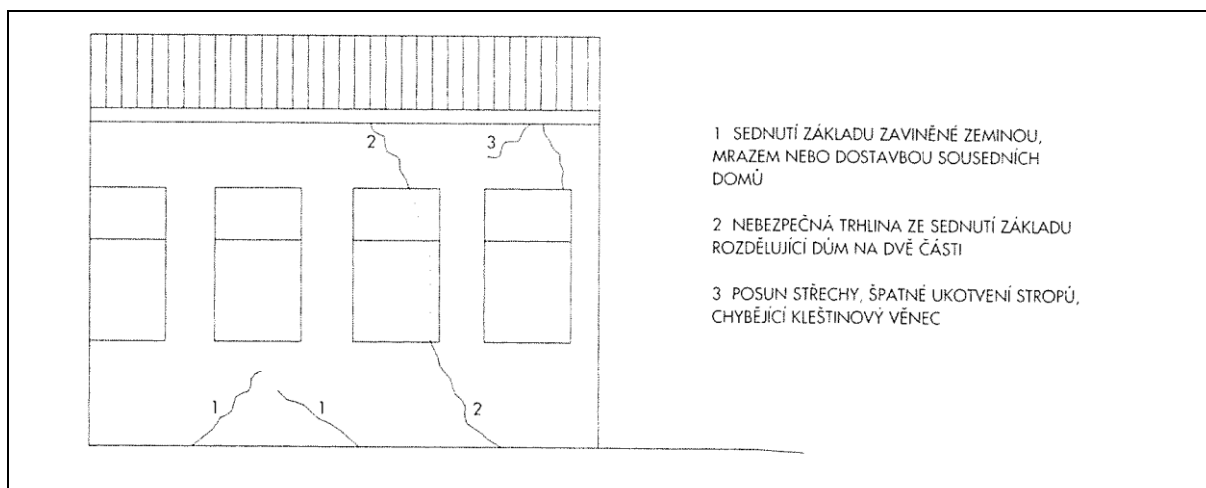 2
3
1 SEDNUTÍ ZÁKLADU ZAVINĚNÉ ZEMINOU,
MRAZEM NEBO DOSTAVBOU SOUSEDNÍCH
DOMŮ
2 NEBEZPEČNÁ TRHLINA ZE SEDNUTÍ ZÁKLADU
ROZDĚLUJÍCÍ DŮM NA DVĚ ČÁSTI
3 POSUN STŘECHY, ŠPATNÉ UKOTVENÍ STROPŮ,
CHYBĚJÍCÍ KLEŠTINOVÝ VĚNEC
1
1
2